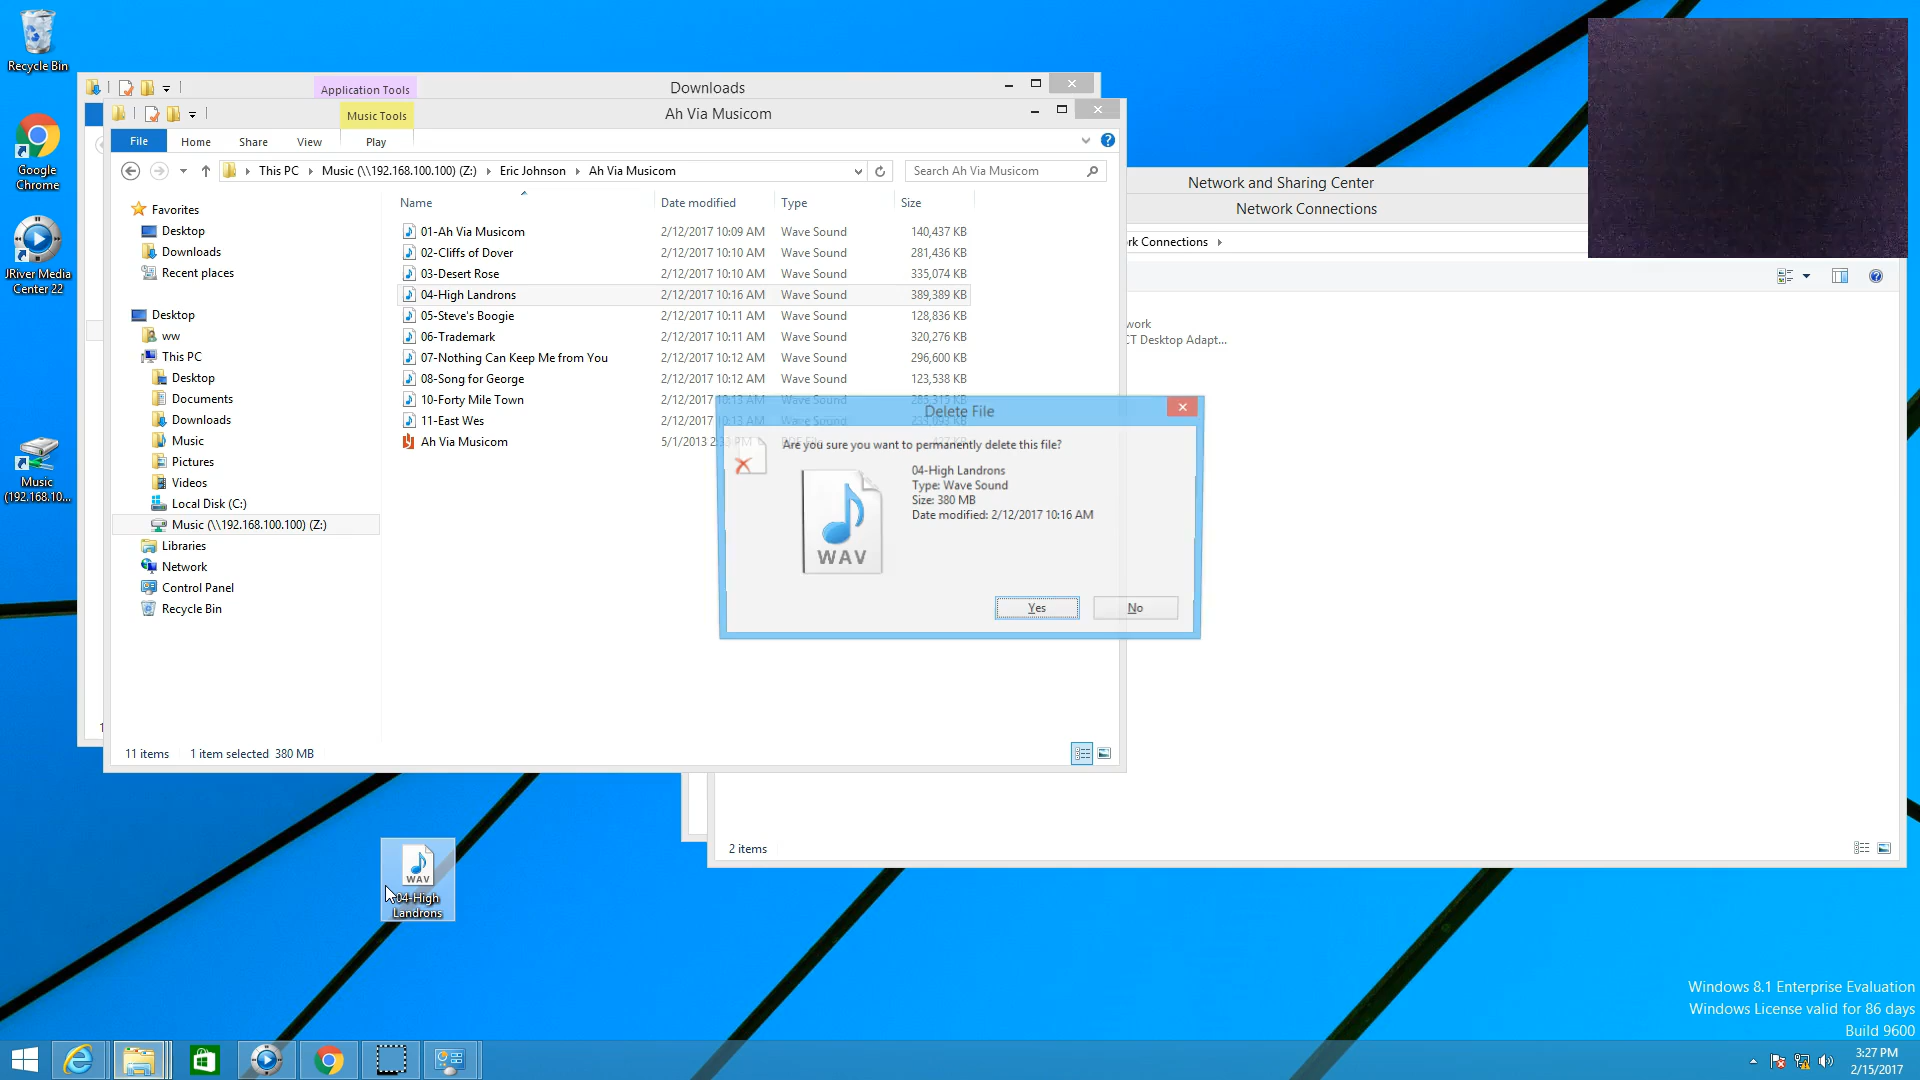 Recycle Bin
Google
Chrome
JRiver Media
Center 22
Music
(192.168.10...
Application Tools
Downloads
Music Tools
Ah Via Musicom
File
Home
Share
View
Play
This PC
Music (\\192.168.100.100) (Z:)
Eric Johnson
Ah Via Musicom
Search Ah Via Musicom
Favorites
Desktop
Downloads
Recent places
Desktop
ww
This PC
Desktop
Documents
Downloads
Music
Pictures
Videos
Local Disk (C:)
Music (\\192.168.100.100) (Z:)
Libraries
Network
Control Panel
Recycle Bin
Name Date modified Type Size
01-Ah Via Musicom 2/12/2017 10:09 AM Wave Sound 140,437 KB
02-Cliffs of Dover 2/12/2017 10:10 AM Wave Sound 281,436 KB
03-Desert Rose 2/12/2017 10:10 AM Wave Sound 335,074 KB
04-High Landrons 2/12/2017 10:16 AM Wave Sound 389,389 KB
05-Steve's Boogie 2/12/2017 10:11 AM Wave Sound 128,836 KB
06-Trademark 2/12/2017 10:11 AM Wave Sound 320,276 KB
07-Nothing Can Keep Me from You 2/12/2017 10:12 AM Wave Sound 296,600 KB
08-Song for George 2/12/2017 10:12 AM Wave Sound 123,538 KB
10-Forty Mile Town 2/12/2017 10:13 AM Wave Sound 285,315 KB
11-East Wes 2/12/2017 10:13 AM
Ah Via Musicom 5/1/2013 2:33 PM
11 items 1 item selected 380 MB
Delete File
Are you sure you want to permanently delete this file?
04-High Landrons
Type: Wave Sound
Size: 380 MB
Date modified: 2/12/2017 10:16 AM
WAV
Yes
No
Network and Sharing Center
Network Connections
rk Connections
work
CT Desktop Adapt...
2 items
WAV
04-High
Landrons
Windows 8.1 Enterprise Evaluation
Windows License valid for 86 days
Build 9600
3:27 PM
2/15/2017